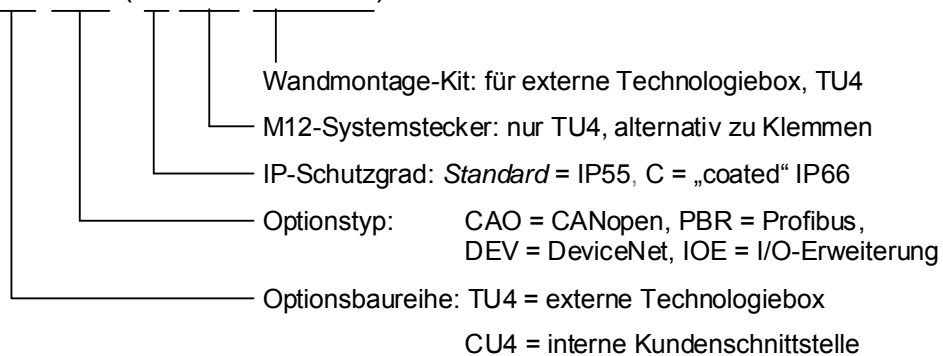 Wandmontage-Kit: für externe Technologiebox, TU4
M12-Systemstecker: nur TU4, alternativ zu Klemmen
IP-Schutzgrad: Standard = IP55, C = „coated“ IP66
Optionstyp: CAO = CANopen, PBR = Profibus,
DEV = DeviceNet, IOE = I/O-Erweiterung
Optionsbaureihe: TU4 = externe Technologiebox
CU4 = interne Kundenschnittstelle